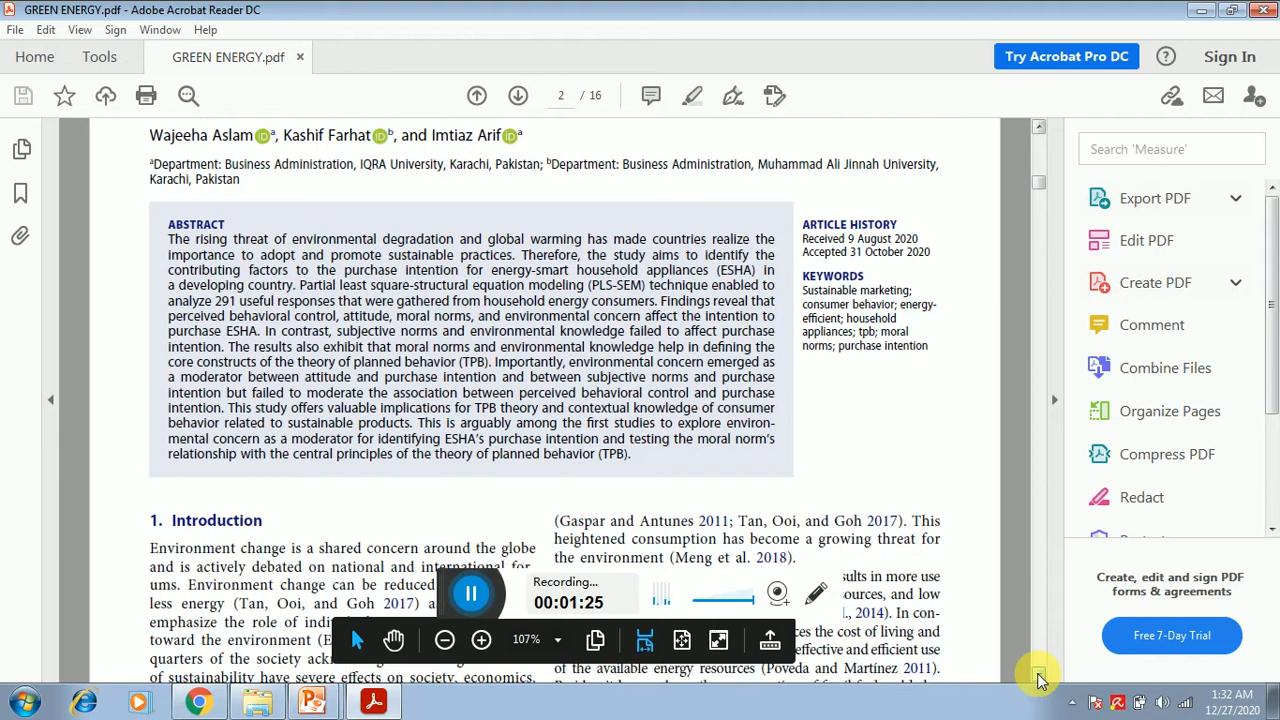 GREEN ENERGY.pdf - Adobe Acrobat Reader DC
File Edit View Sign Window Help
Home Tools GREEN ENERGY.pdf × Try Acrobat Pro DC ? Sign In
2 / 16
Search 'Measure'
Export PDF
Edit PDF
Create PDF
Comment
Combine Files
Organize Pages
Compress PDF
Redact
Create, edit and sign PDF
forms & agreements
Free 7-Day Trial
Wajeeha Aslam iD a, Kashif Farhat iD b, and Imtiaz Arif iD a
aDepartment: Business Administration, IQRA University, Karachi, Pakistan; bDepartment: Business Administration, Muhammad Ali Jinnah University,
Karachi, Pakistan
ABSTRACT
The rising threat of environmental degradation and global warming has made countries realize the
importance to adopt and promote sustainable practices. Therefore, the study aims to identify the
contributing factors to the purchase intention for energy-smart household appliances (ESHA) in
a developing country. Partial least square-structural equation modeling (PLS-SEM) technique enabled to
analyze 291 useful responses that were gathered from household energy consumers. Findings reveal that
perceived behavioral control, attitude, moral norms, and environmental concern affect the intention to
purchase ESHA. In contrast, subjective norms and environmental knowledge failed to affect purchase
intention. The results also exhibit that moral norms and environmental knowledge help in defining the
core constructs of the theory of planned behavior (TPB). Importantly, environmental concern emerged as
a moderator between attitude and purchase intention and between subjective norms and purchase
intention but failed to moderate the association between perceived behavioral control and purchase
intention. This study offers valuable implications for TPB theory and contextual knowledge of consumer
behavior related to sustainable products. This is arguably among the first studies to explore environ-
mental concern as a moderator for identifying ESHA's purchase intention and testing the moral norm's
relationship with the central principles of the theory of planned behavior (TPB).
ARTICLE HISTORY
Received 9 August 2020
Accepted 31 October 2020
KEYWORDS
Sustainable marketing;
consumer behavior; energy-
efficient; household
appliances; tpb; moral
norms; purchase intention
1. Introduction
Environment change is a shared concern around the globe
and is actively debated on national and international for-
ums. Environment change can be reduced
less energy (Tan, Ooi, and Goh 2017) a
emphasize the role of indi
toward the environment (E
quarters of the society ack
of sustainability have severe effects on society, economics,
(Gaspar and Antunes 2011; Tan, Ooi, and Goh 2017). This
heightened consumption has become a growing threat for
the environment (Meng et al. 2018).
sults in more use
ources, and low
l., 2014). In con-
ces the cost of living and
effective and efficient use
of the available energy resources (Poveda and Martínez 2011).
Recording...
00:01:25
107%
1:32 AM
12/27/2020